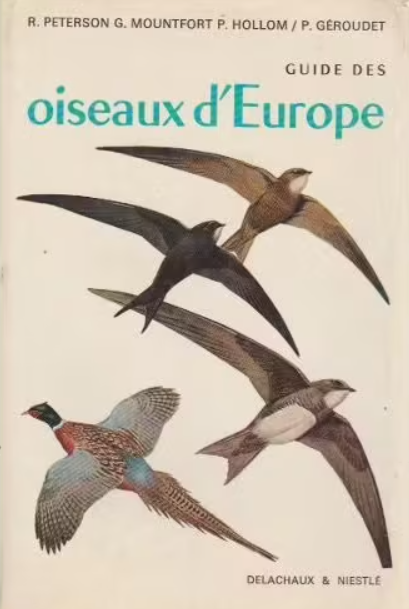 R. PETERSON G. MOUNTFORT P. HOLLOM / P. GÉROUDET
GUIDE DES
oiseaux d'Europe
DELACHAUX & NIESTLÉ